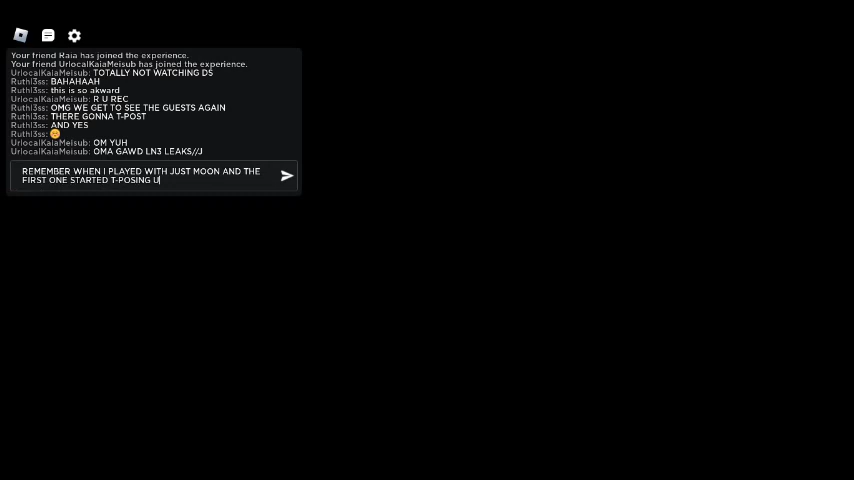 Your friend Raia has joined the experience.
Your friend UrlocalKaiaMeisub has joined the experience.
UrlocalKaiaMeisub: TOTALLY NOT WATCHING DS
Ruthl3ss: BAHAHAAH
Ruthl3ss: this is so akward
UrlocalKaiaMeisub: R U REC
Ruthl3ss: OMG WE GET TO SEE THE GUESTS AGAIN
Ruthl3ss: THERE GONNA T-POST
Ruthl3ss: AND YES
Ruthl3ss:
UrlocalKaiaMeisub: OM YUH
UrlocalKaiaMeisub: OMA GAWD LN3 LEAKS//J
REMEMBER WHEN I PLAYED WITH JUST MOON AND THE
FIRST ONE STARTED T-POSING U